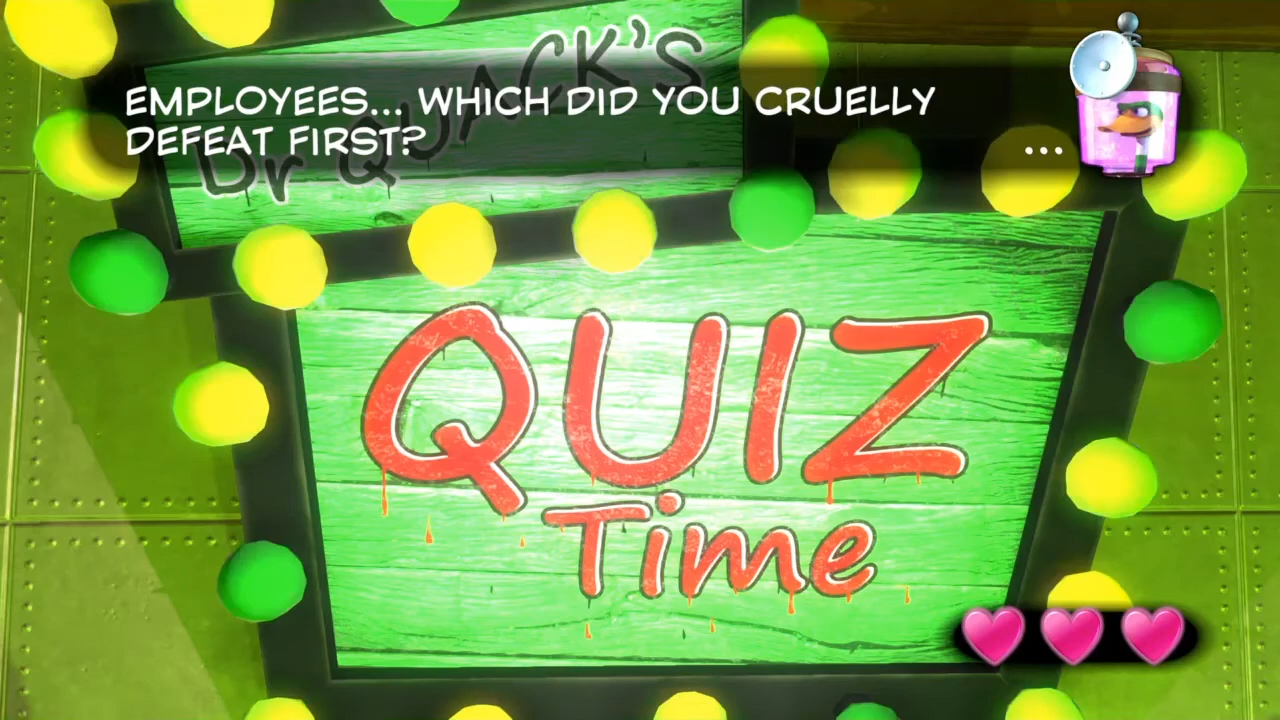 EMPLOYEES... WHICH DID YOU CRUELLY
DEFEAT FIRST?
...
Dr QUACK'S
QUIZ
Time